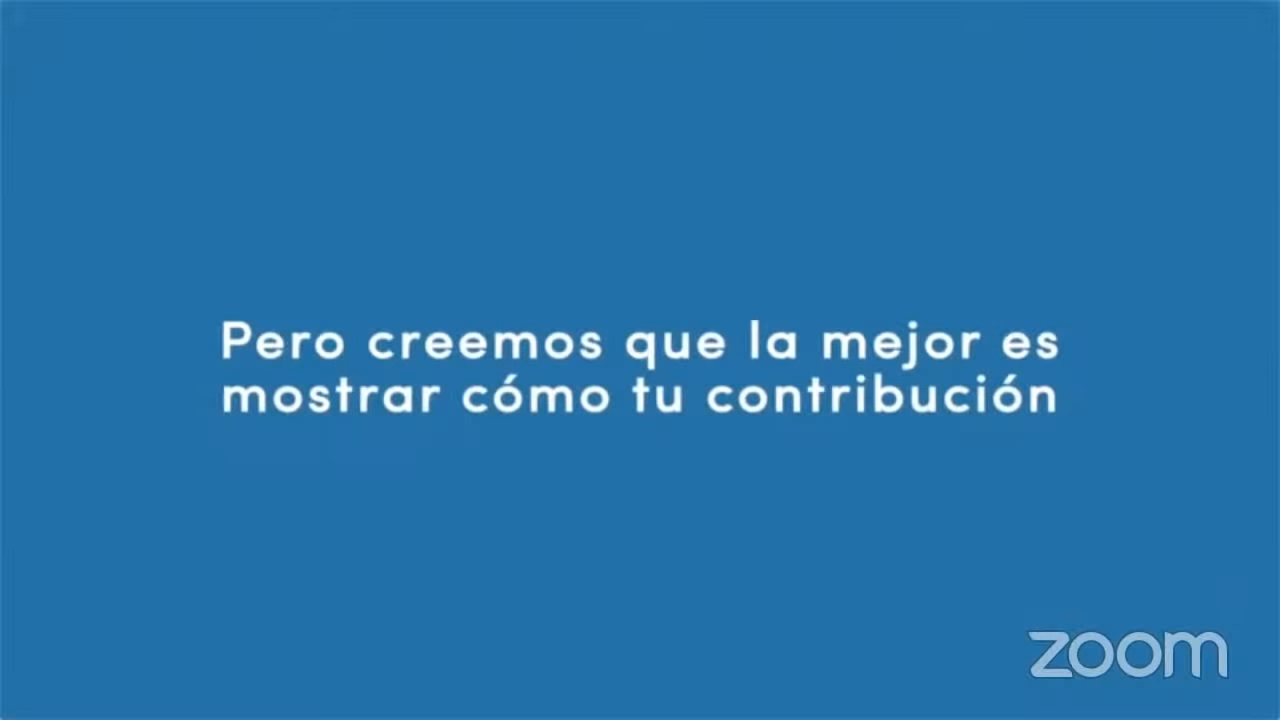 Pero creemos que la mejor es
mostrar cómo tu contribución
zoom